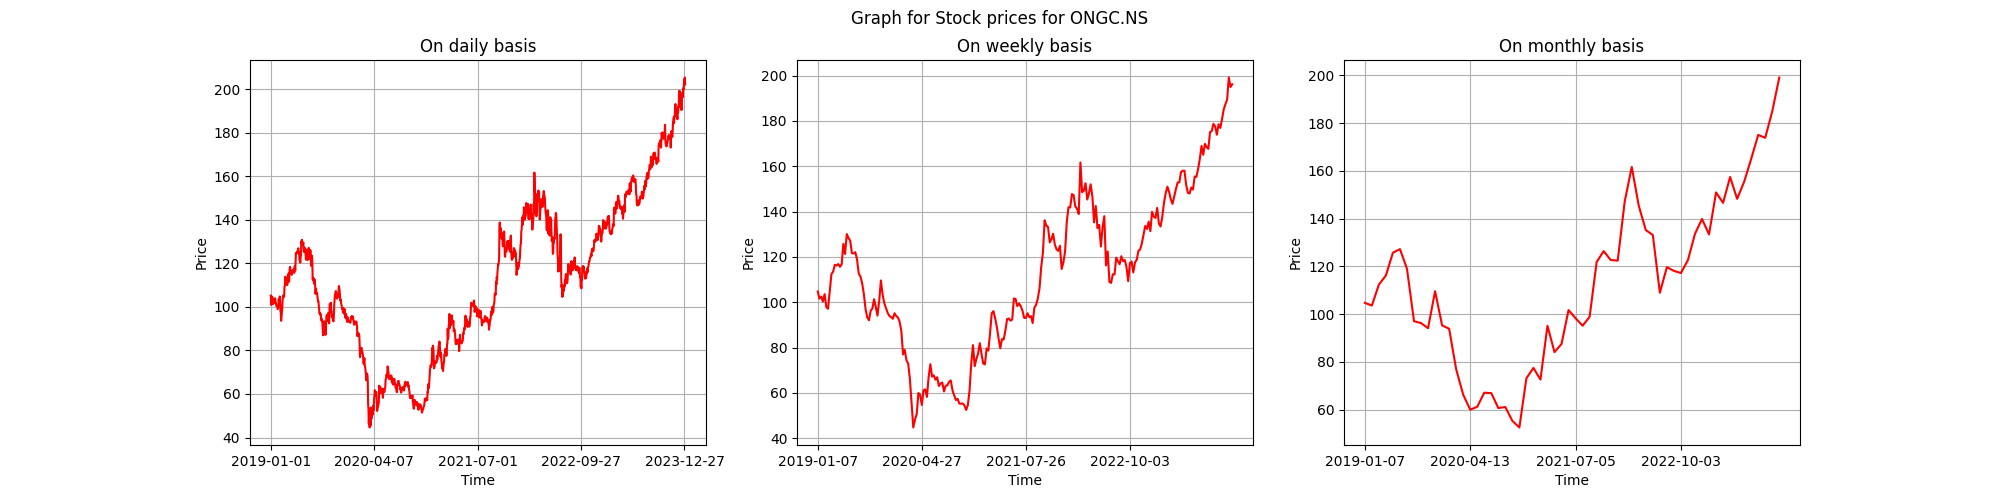 Graph for Stock prices for ONGC.NS
On daily basis
Price
200
180
160
140
120
100
80
60
40
2019-01-01 2020-04-07 2021-07-01 2022-09-27 2023-12-27
Time
On weekly basis
Price
200
180
160
140
120
100
80
60
40
2019-01-07 2020-04-27 2021-07-26 2022-10-03
Time
On monthly basis
Price
200
180
160
140
120
100
80
60
2019-01-07 2020-04-13 2021-07-05 2022-10-03
Time